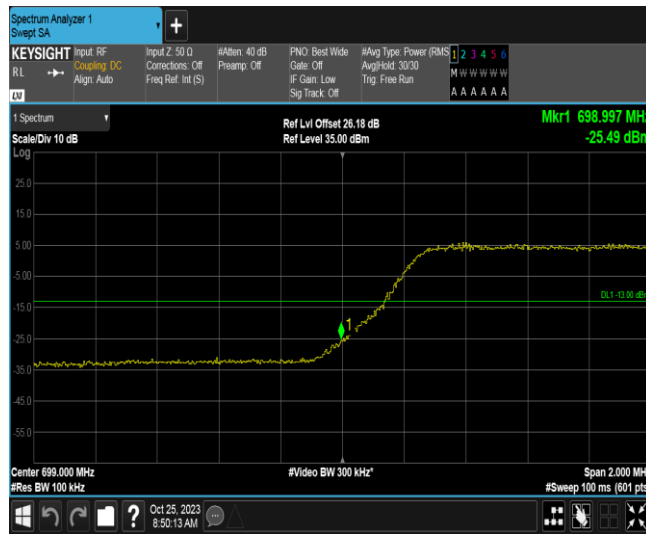 Spectrum Analyzer 1
Swept SA
+
KEYSIGHT Input: RF
RL Coupling: DC
Align: Auto
LXI
Input Z: 50 Ω
Corrections: Off
Freq Ref: Int (S)
#Atten: 40 dB
Preamp: Off
PNO: Best Wide
Gate: Off
IF Gain: Low
Sig Track: Off
#Avg Type: Power (RMS
Avg|Hold: 30/30
Trig: Free Run
1 2 3 4 5 6
M W W W W W
A A A A A A
1 Spectrum
Scale/Div 10 dB
Ref Lvl Offset 26.18 dB
Ref Level 35.00 dBm
Mkr1 698.997 MHz
-25.49 dBm
Log
25.0
15.0
5.00
-5.00
-15.0
-25.0
-35.0
-45.0
-55.0
DL1 -13.00 dBm
1
Center 699.000 MHz
#Res BW 100 kHz
#Video BW 300 kHz*
Span 2.000 MH
#Sweep 100 ms (601 pts
?
Oct 25, 2023
8:50:13 AM